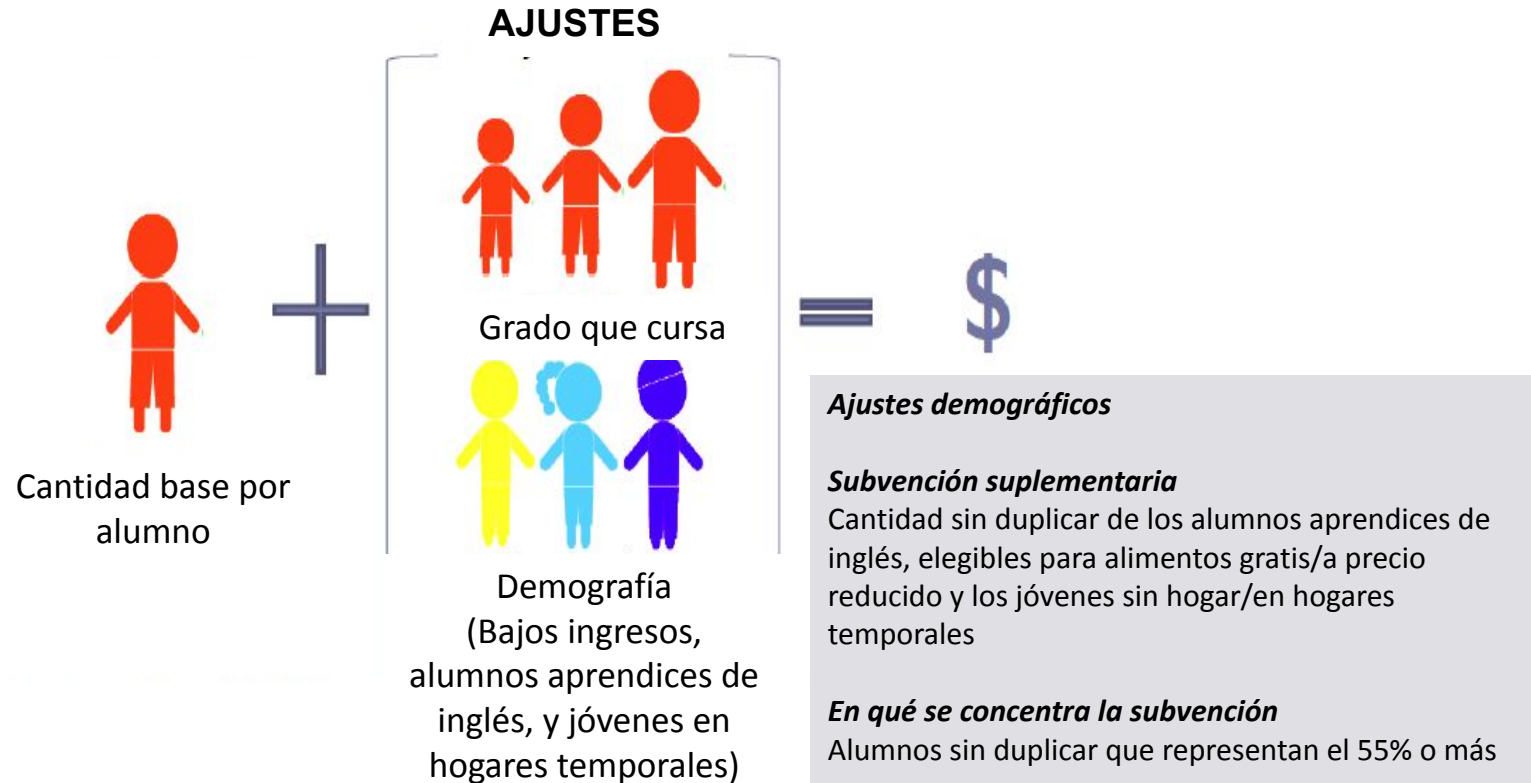 AJUSTES
Cantidad base por
alumno
+
Grado que cursa
Demografía
(Bajos ingresos,
alumnos aprendices de
inglés, y jóvenes en
hogares temporales)
=
$
Ajustes demográficos
Subvención suplementaria
Cantidad sin duplicar de los alumnos aprendices de
inglés, elegibles para alimentos gratis/a precio
reducido y los jóvenes sin hogar/en hogares
temporales
En qué se concentra la subvención
Alumnos sin duplicar que representan el 55% o más